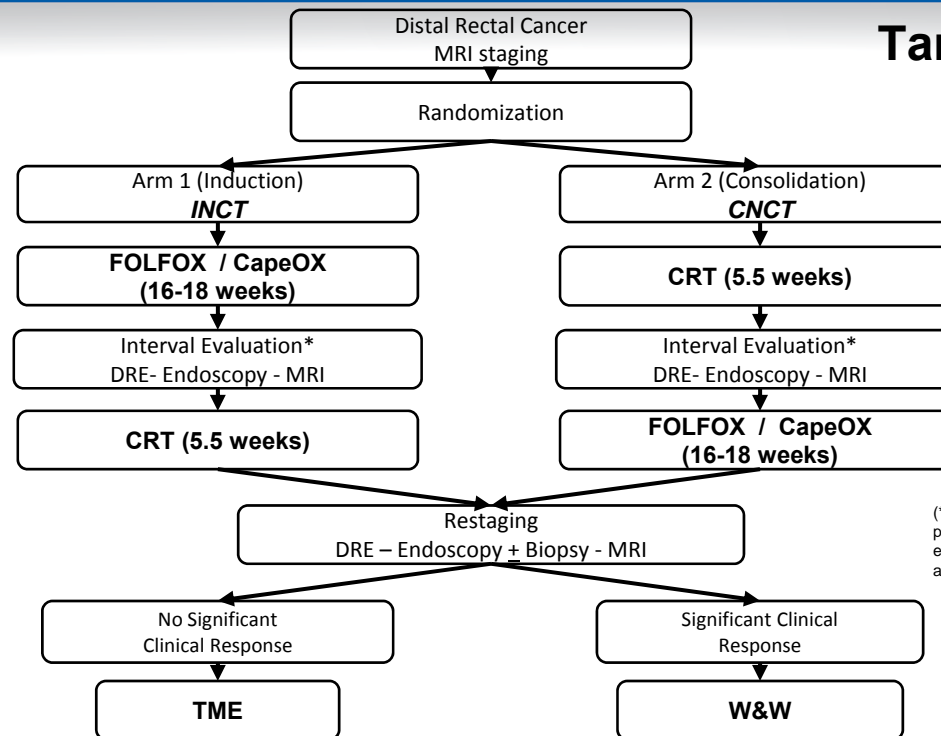 Distal Rectal Cancer
MRI staging
Randomization
Arm 1 (Induction)
INCT
FOLFOX / CapeOX
(16-18 weeks)
Interval Evaluation*
DRE- Endoscopy - MRI
CRT (5.5 weeks)
Arm 2 (Consolidation)
CNCT
CRT (5.5 weeks)
Interval Evaluation*
DRE- Endoscopy - MRI
FOLFOX / CapeOX
(16-18 weeks)
Restaging
DRE – Endoscopy + Biopsy - MRI
No Significant
Clinical Response
TME
Significant Clinical
Response
W&W